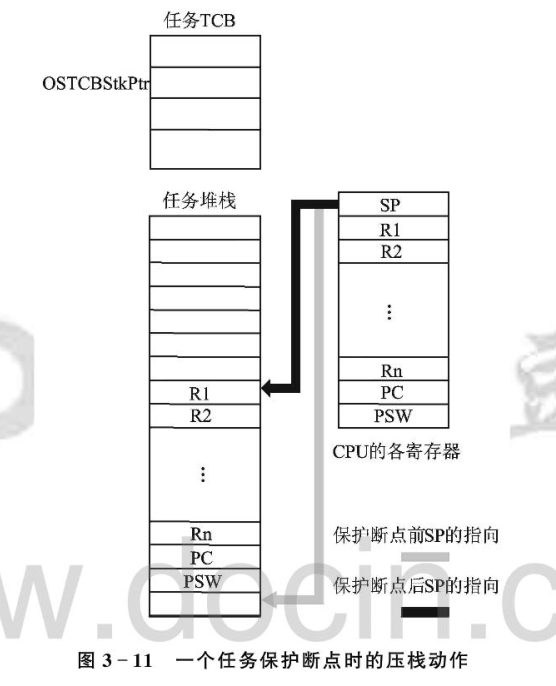 任务TCB
OSTCBStkPtr
任务堆栈
SP
R1
R2
⋮
Rn
PC
PSW
CPU的各寄存器
R1
R2
⋮
Rn
PC
PSW
保护断点前SP的指向
保护断点后SP的指向
w.docin.c
图 3-11 一个任务保护断点时的压栈动作